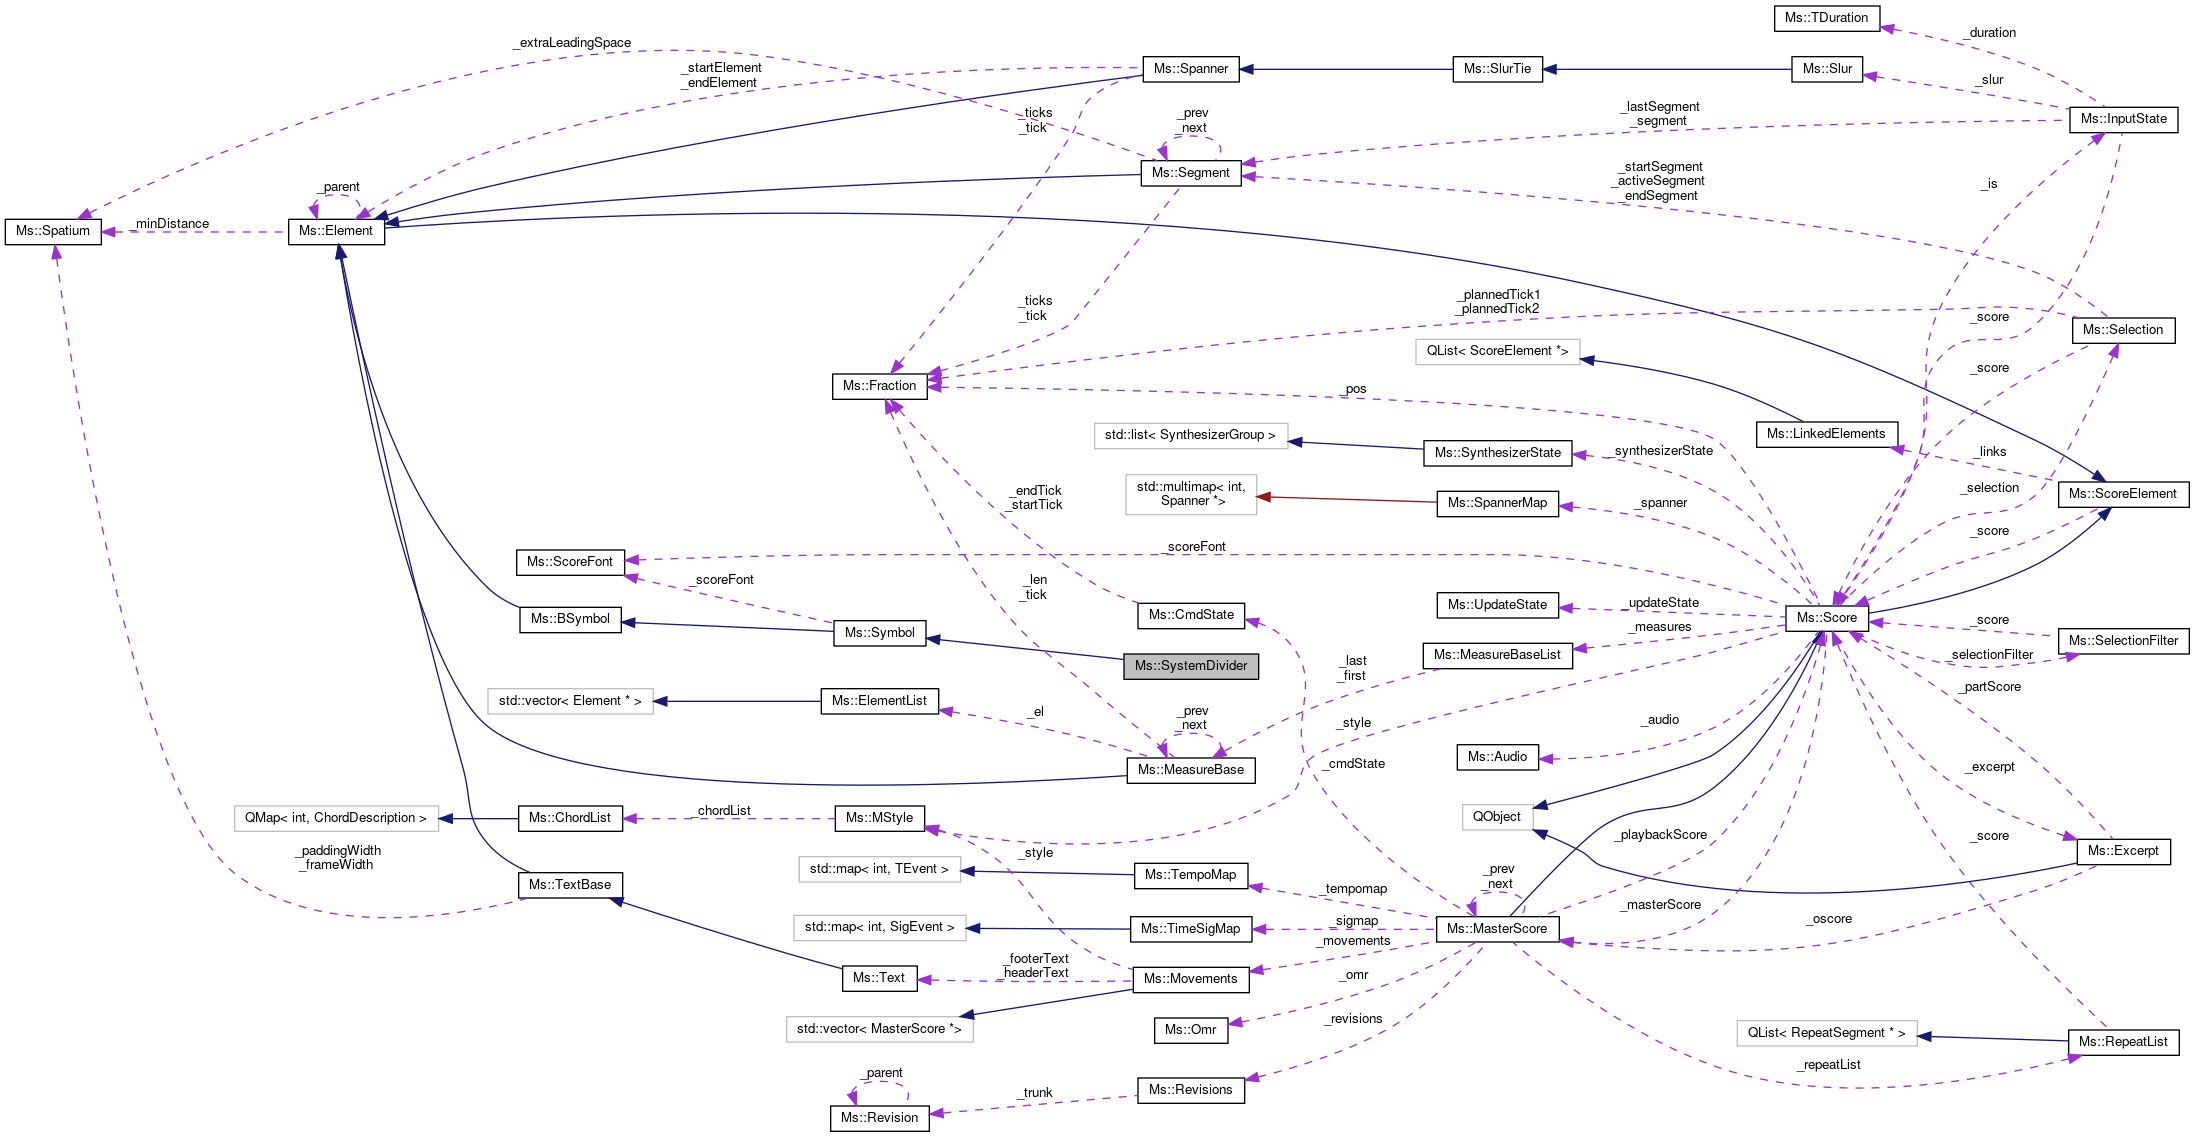 Ms::TDuration
_duration
_extraLeadingSpace
_startElement
_endElement
Ms::Spanner
Ms::SlurTie
Ms::Slur
_slur
_ticks
_tick
_prev
_next
_lastSegment
_segment
Ms::InputState
_parent
Ms::Segment
_startSegment
_activeSegment
_endSegment
_is
Ms::Spatium
_minDistance
Ms::Element
_ticks
_tick
_plannedTick1
_plannedTick2
_score
Ms::Selection
QList< ScoreElement *>
_score
Ms::Fraction
_pos
std::list< SynthesizerGroup >
Ms::SynthesizerState
_synthesizerState
Ms::LinkedElements
_links
_endTick
_startTick
std::multimap< int,
Spanner *>
Ms::SpannerMap
_spanner
_selection
Ms::ScoreElement
_score
_scoreFont
Ms::ScoreFont
_scoreFont
_len
_tick
Ms::BSymbol
Ms::Symbol
Ms::CmdState
Ms::UpdateState
_updateState
Ms::Score
_score
Ms::SelectionFilter
Ms::SystemDivider
Ms::MeasureBaseList
_measures
_selectionFilter
_last
_first
_partScore
std::vector< Element * >
Ms::ElementList
_el
_prev
_next
_style
_audio
Ms::MeasureBase
Ms::Audio
_cmdState
_excerpt
QMap< int, ChordDescription >
Ms::ChordList
_chordList
Ms::MStyle
QObject
_playbackScore
_score
_paddingWidth
_frameWidth
_style
Ms::Excerpt
std::map< int, TEvent >
Ms::TempoMap
_tempomap
_prev
_next
Ms::TextBase
_masterScore
_oscore
std::map< int, SigEvent >
Ms::TimeSigMap
_sigmap
Ms::MasterScore
_movements
_footerText
_headerText
Ms::Text
Ms::Movements
_omr
std::vector< MasterScore *>
Ms::Omr
_revisions
QList< RepeatSegment * >
Ms::RepeatList
_repeatList
_parent
_trunk
Ms::Revisions
Ms::Revision